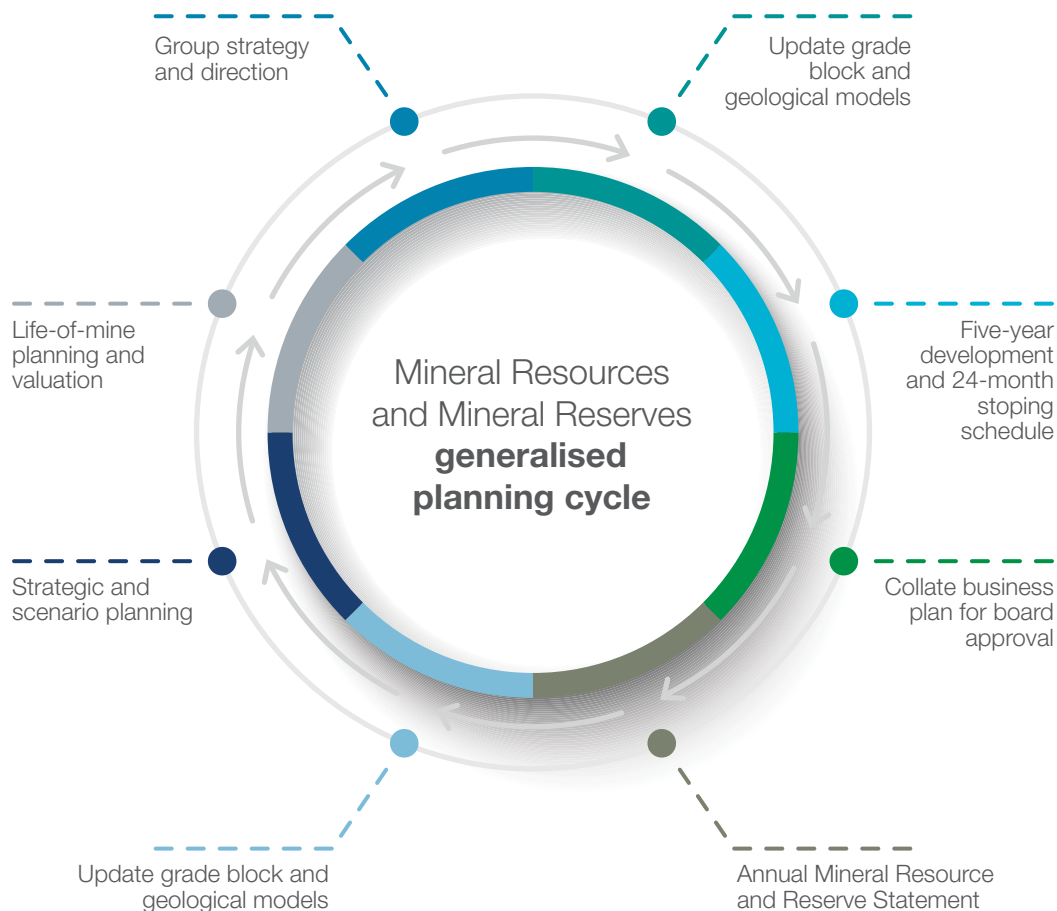 Group strategy
and direction
Update grade
block and
geological models
Life-of-mine
planning and
valuation
Mineral Resources
and Mineral Reserves
generalised
planning cycle
Five-year
development
and 24-month
stoping
schedule
Strategic and
scenario planning
Collate business
plan for board
approval
Update grade block and
geological models
Annual Mineral Resource
and Reserve Statement